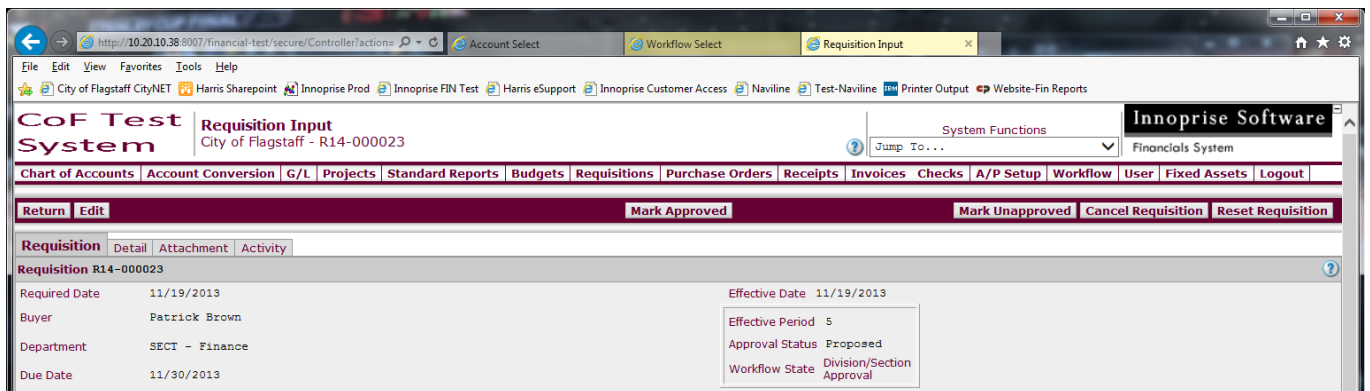 http://10.20.10.38:8007/financial-test/secure/Controller?action= Account Select Workflow Select Requisition Input
File Edit View Favorites Tools Help
City of Flagstaff CityNET Harris Sharepoint Innoprise Prod Innoprise FIN Test Harris eSupport Innoprise Customer Access Naviline Test-Naviline IBM Printer Output Website-Fin Reports
CoF Test System
Requisition Input
City of Flagstaff - R14-000023
System Functions
Jump To...
Innoprise Software
Financials System
Chart of Accounts Account Conversion G/L Projects Standard Reports Budgets Requisitions Purchase Orders Receipts Invoices Checks A/P Setup Workflow User Fixed Assets Logout
Return Edit Mark Approved Mark Unapproved Cancel Requisition Reset Requisition
Requisition Detail Attachment Activity
Requisition R14-000023
Required Date 11/19/2013 Effective Date 11/19/2013
Buyer Patrick Brown
Effective Period 5
Department SECT - Finance
Approval Status Proposed
Workflow State Division/Section Approval
Due Date 11/30/2013